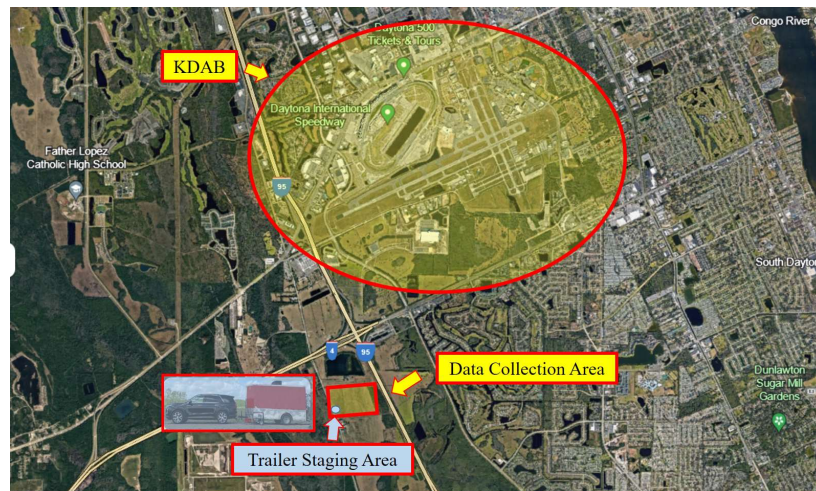 Daytona 500
Tickets & Tours
Congo River
KDAB
Daytona International
Speedway
Father Lopez
Catholic High School
95
South Dayto
4
95
Data Collection Area
Dunlawton
Sugar Mill
Gardens
Trailer Staging Area